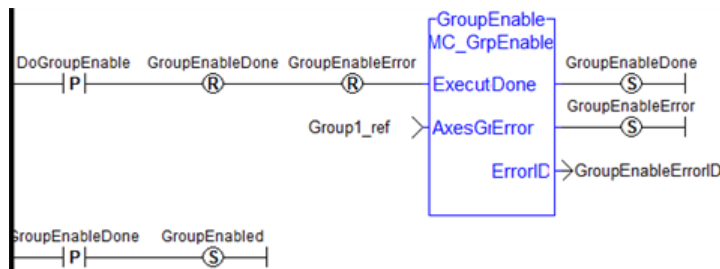 GroupEnable
MC_GrpEnable
DoGroupEnable GroupEnableDone GroupEnableError GroupEnableDone
P R R ExecutDone S
GroupEnableError
Group1_ref AxesGrError S
ErrorID GroupEnableErrorID
GroupEnableDone GroupEnabled
P S